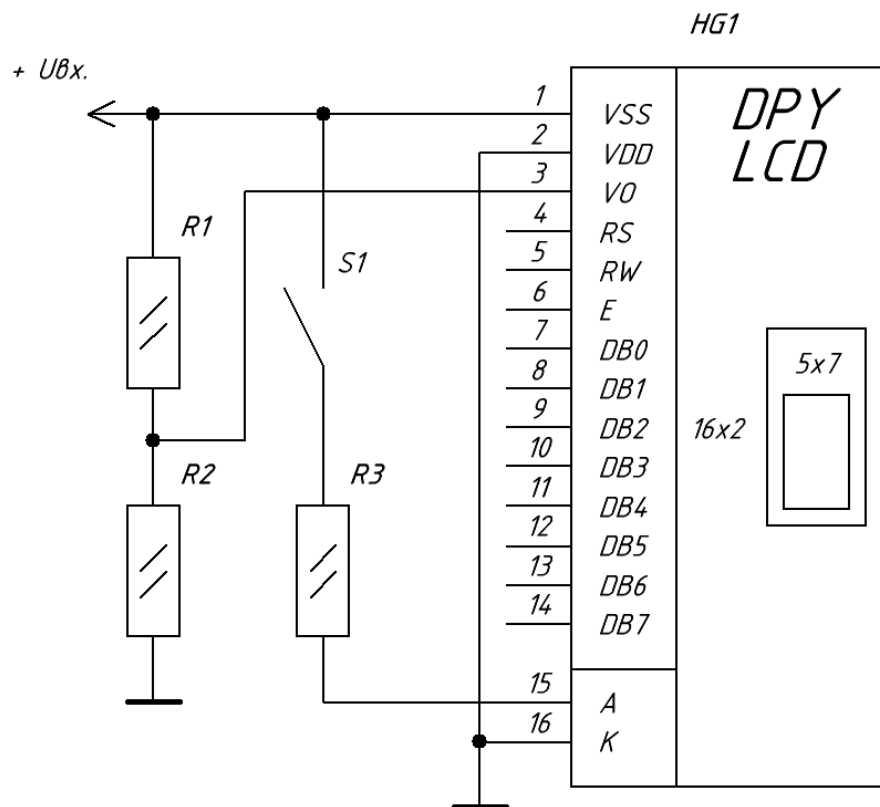 HG1
+ Uвх.
1 VSS
DPY
2 VDD
LCD
3 VO
R1
4 RS
S1
5 RW
6 E
7 DB0
5x7
8 DB1
9 DB2
16x2
10 DB3
R2
R3
11 DB4
12 DB5
13 DB6
14 DB7
15 A
16 K